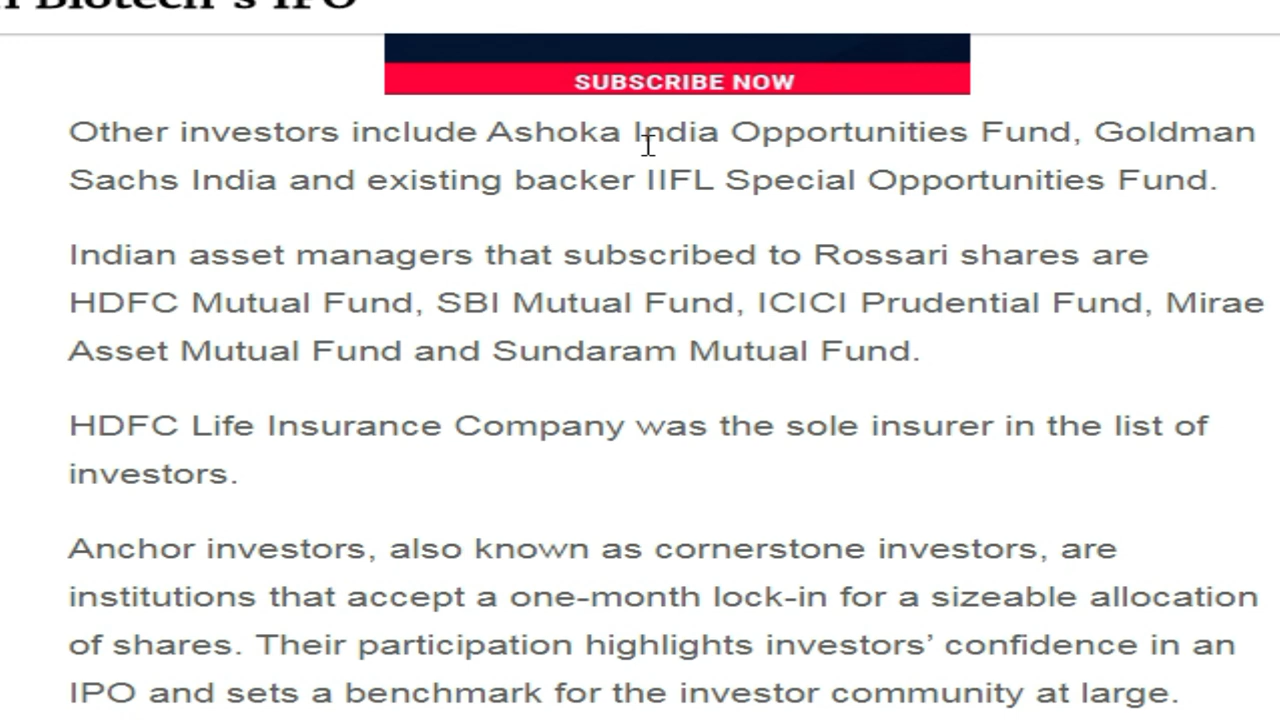 Biotech's IPO
SUBSCRIBE NOW
Other investors include Ashoka India Opportunities Fund, Goldman
Sachs India and existing backer IIFL Special Opportunities Fund.
Indian asset managers that subscribed to Rossari shares are
HDFC Mutual Fund, SBI Mutual Fund, ICICI Prudential Fund, Mirae
Asset Mutual Fund and Sundaram Mutual Fund.
HDFC Life Insurance Company was the sole insurer in the list of
investors.
Anchor investors, also known as cornerstone investors, are
institutions that accept a one-month lock-in for a sizeable allocation
of shares. Their participation highlights investors’ confidence in an
IPO and sets a benchmark for the investor community at large.